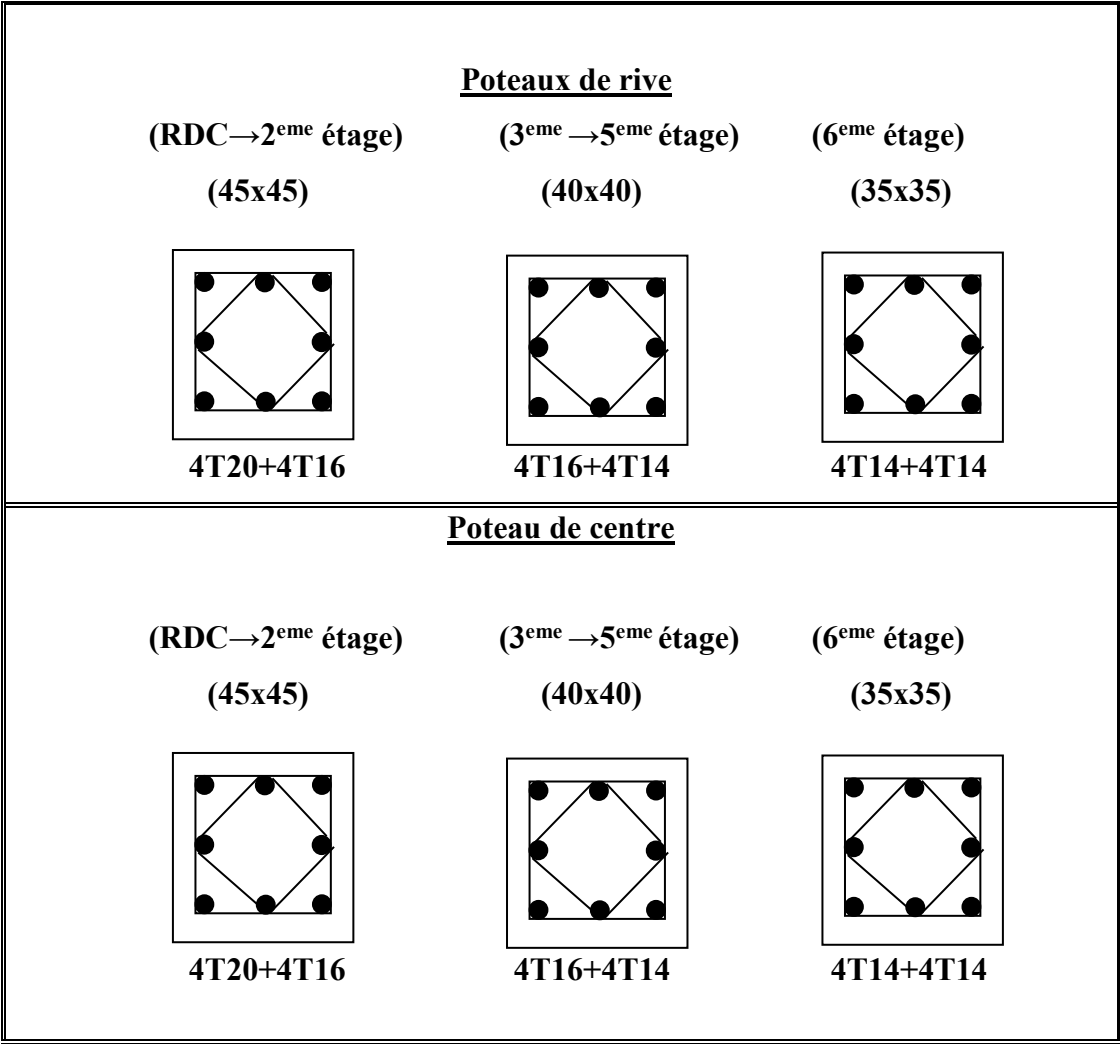 Poteaux de rive
(RDC→2eme étage) (3eme →5eme étage) (6eme étage)
(45x45) (40x40) (35x35)
4T20+4T16 4T16+4T14 4T14+4T14
Poteau de centre
(RDC→2eme étage) (3eme →5eme étage) (6eme étage)
(45x45) (40x40) (35x35)
4T20+4T16 4T16+4T14 4T14+4T14